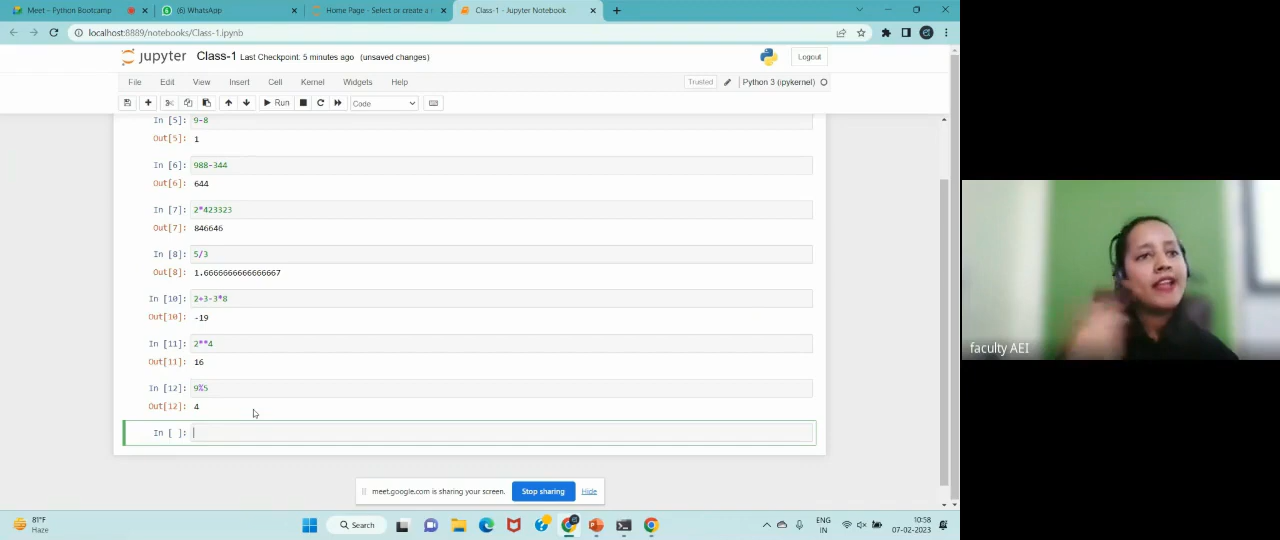 Meet – Python Bootcamp
(6) WhatsApp
Home Page - Select or create a n
Class-1 - Jupyter Notebook
localhost:8889/notebooks/Class-1.ipynb
jupyter Class-1 Last Checkpoint: 5 minutes ago (unsaved changes)
Logout
File Edit View Insert Cell Kernel Widgets Help
Trusted Python 3 (ipykernel)
Run Code
In [5]: 9-8
Out[5]: 1
In [6]: 988-344
Out[6]: 644
In [7]: 2*423323
Out[7]: 846646
In [8]: 5/3
Out[8]: 1.6666666666666667
In [10]: 2+3-3*8
Out[10]: -19
In [11]: 2**4
Out[11]: 16
In [12]: 9%5
Out[12]: 4
In [ ]:
faculty AEI
meet.google.com is sharing your screen. Stop sharing Hide
81°F
Haze
Search
ENG
IN
10:58
07-02-2023